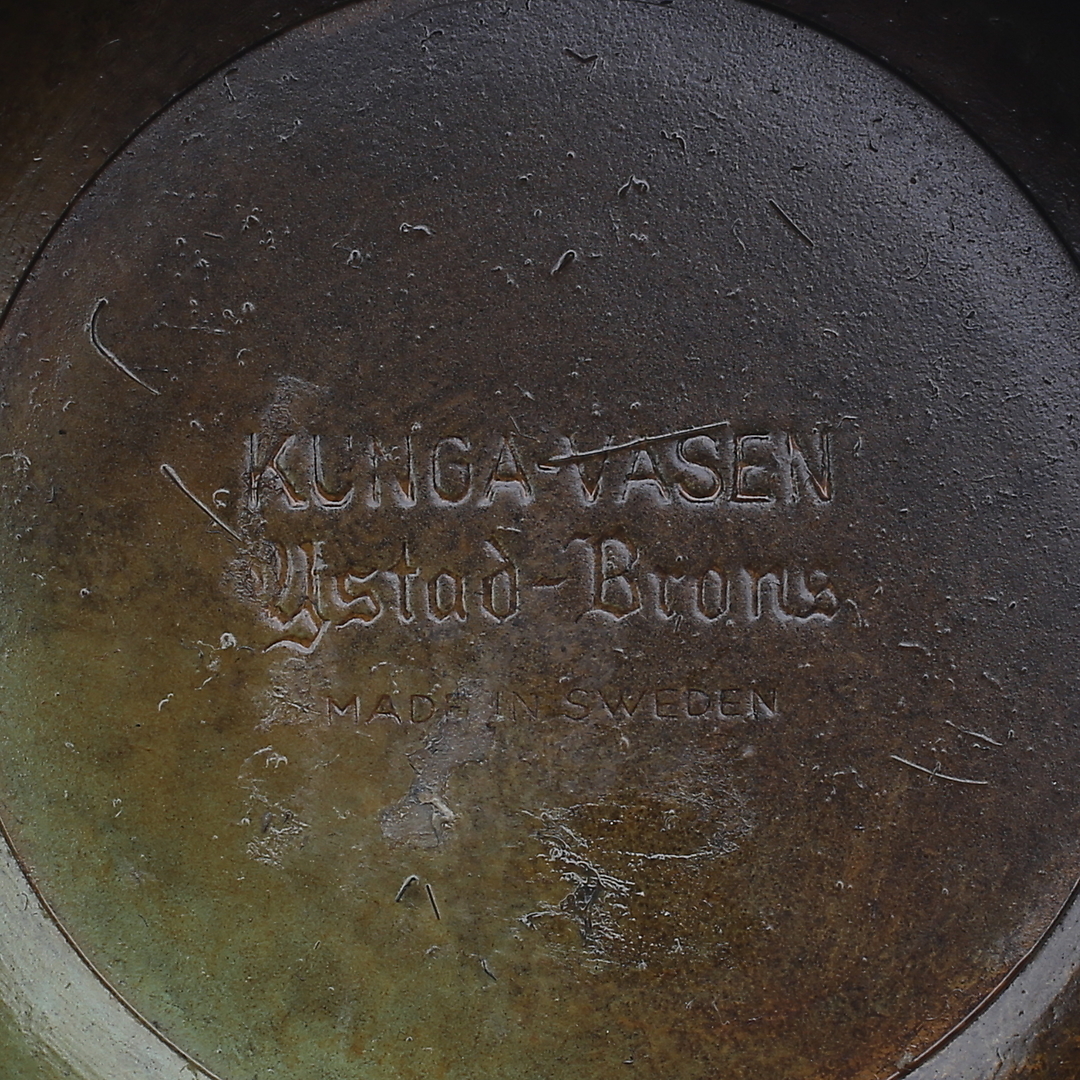 KUNGA-VASEN
Ystad-Brons
MADE IN SWEDEN